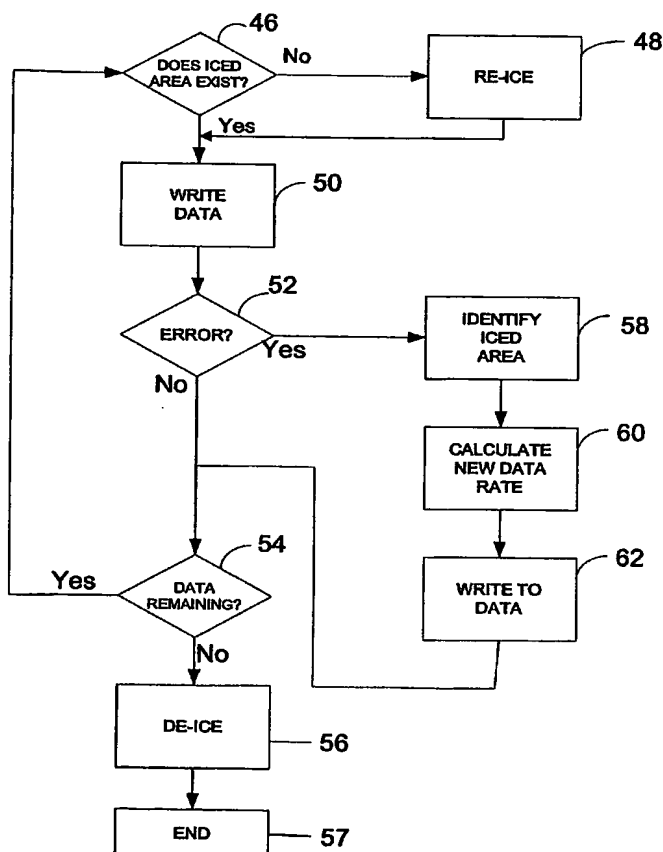 46
DOES ICED
AREA EXIST?
No
RE-ICE
48
Yes
WRITE
DATA
50
52
ERROR?
Yes
No
IDENTIFY
ICED
AREA
58
CALCULATE
NEW DATA
RATE
60
54
DATA
REMAINING?
Yes
No
WRITE TO
DATA
62
DE-ICE
56
END
57